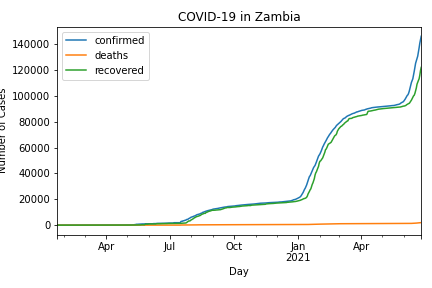 COVID-19 in Zambia
confirmed
deaths
recovered
140000
120000
100000
80000
60000
40000
20000
0
Number of Cases
Apr
Jul
Oct
Jan
2021
Apr
Day